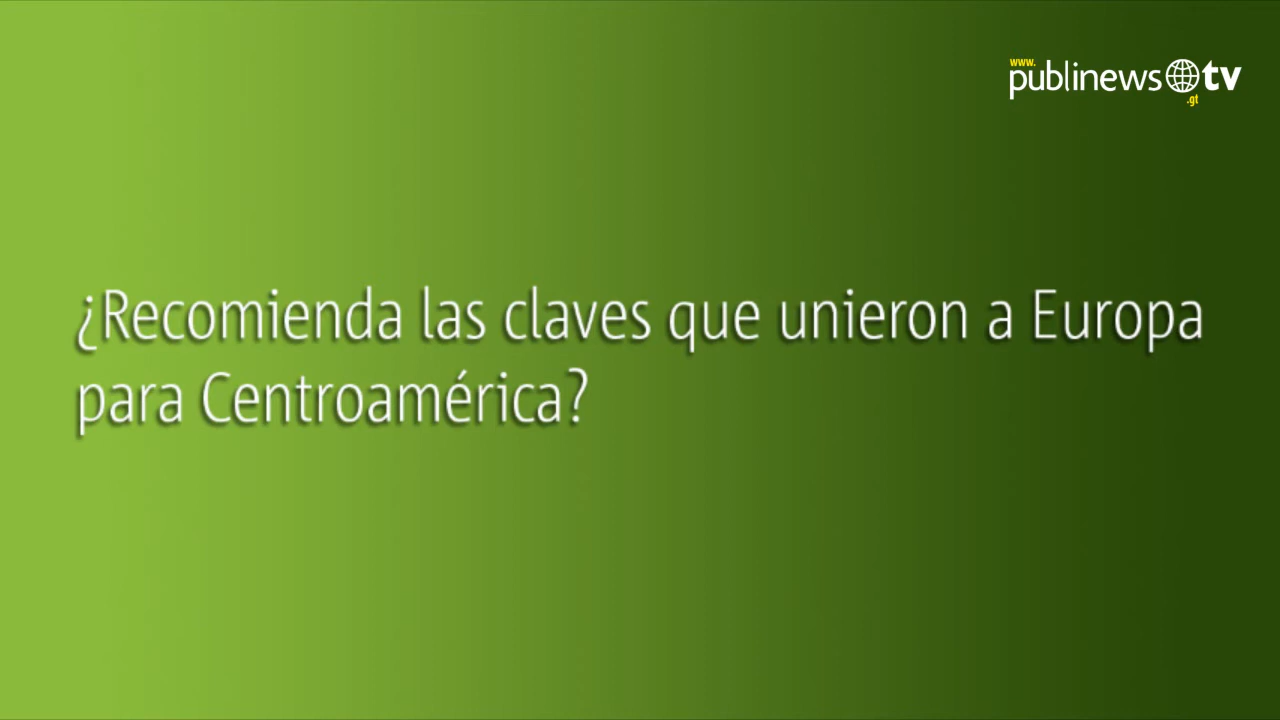 www.
publinews tv
.gt
¿Recomienda las claves que unieron a Europa
para Centroamérica?